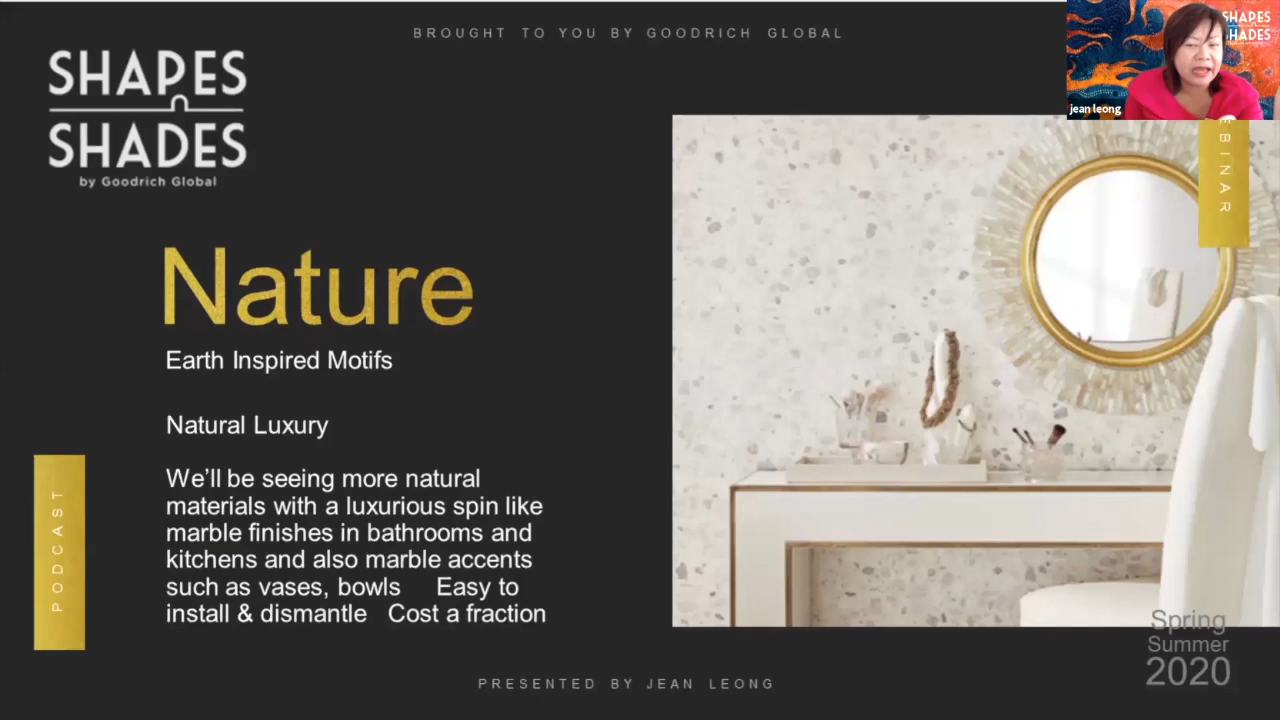 BROUGHT TO YOU BY GOODRICH GLOBAL
SHAPES
SHADES
by Goodrich Global
SHAPES
HADES
jean leong
EBINAR
Nature
Earth Inspired Motifs
Natural Luxury
We’ll be seeing more natural
materials with a luxurious spin like
marble finishes in bathrooms and
kitchens and also marble accents
such as vases, bowls Easy to
install & dismantle Cost a fraction
PODCAST
Spring
Summer
2020
PRESENTED BY JEAN LEONG